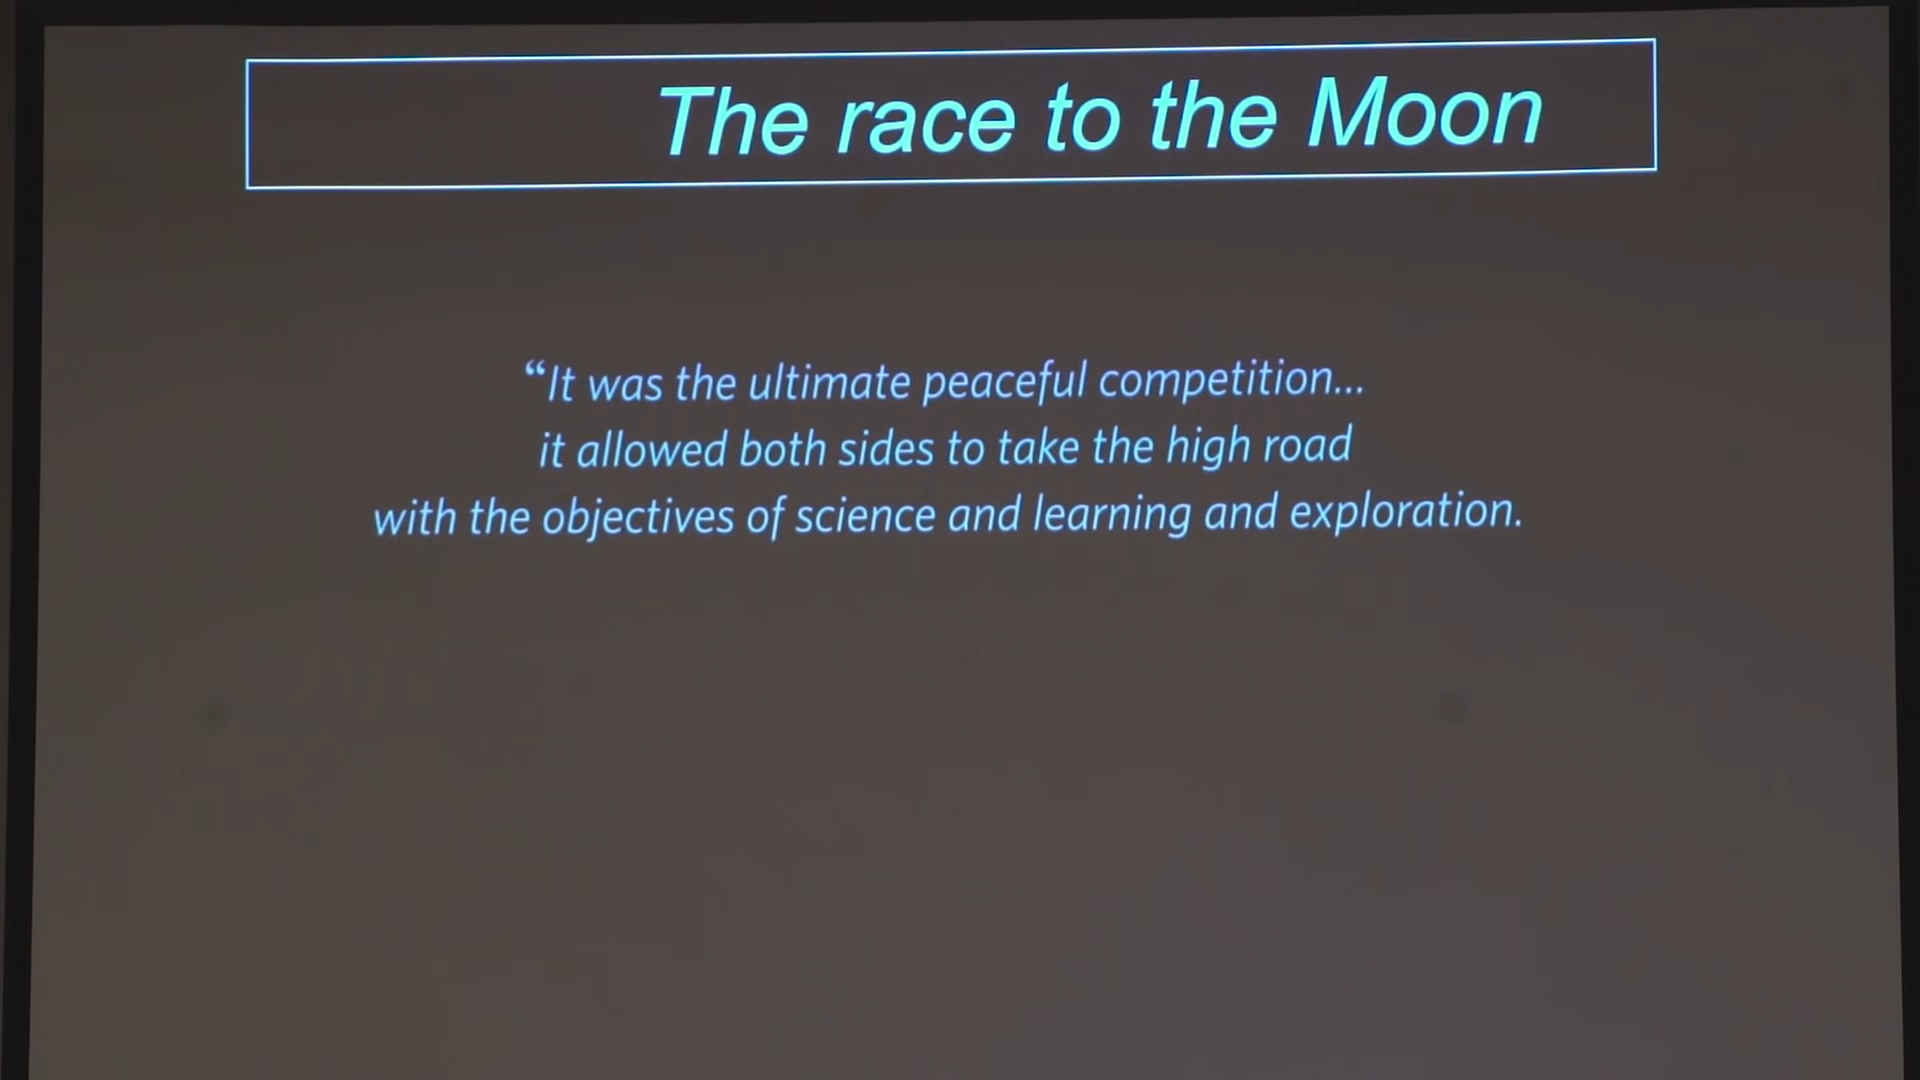 The race to the Moon
“It was the ultimate peaceful competition...
it allowed both sides to take the high road
with the objectives of science and learning and exploration.